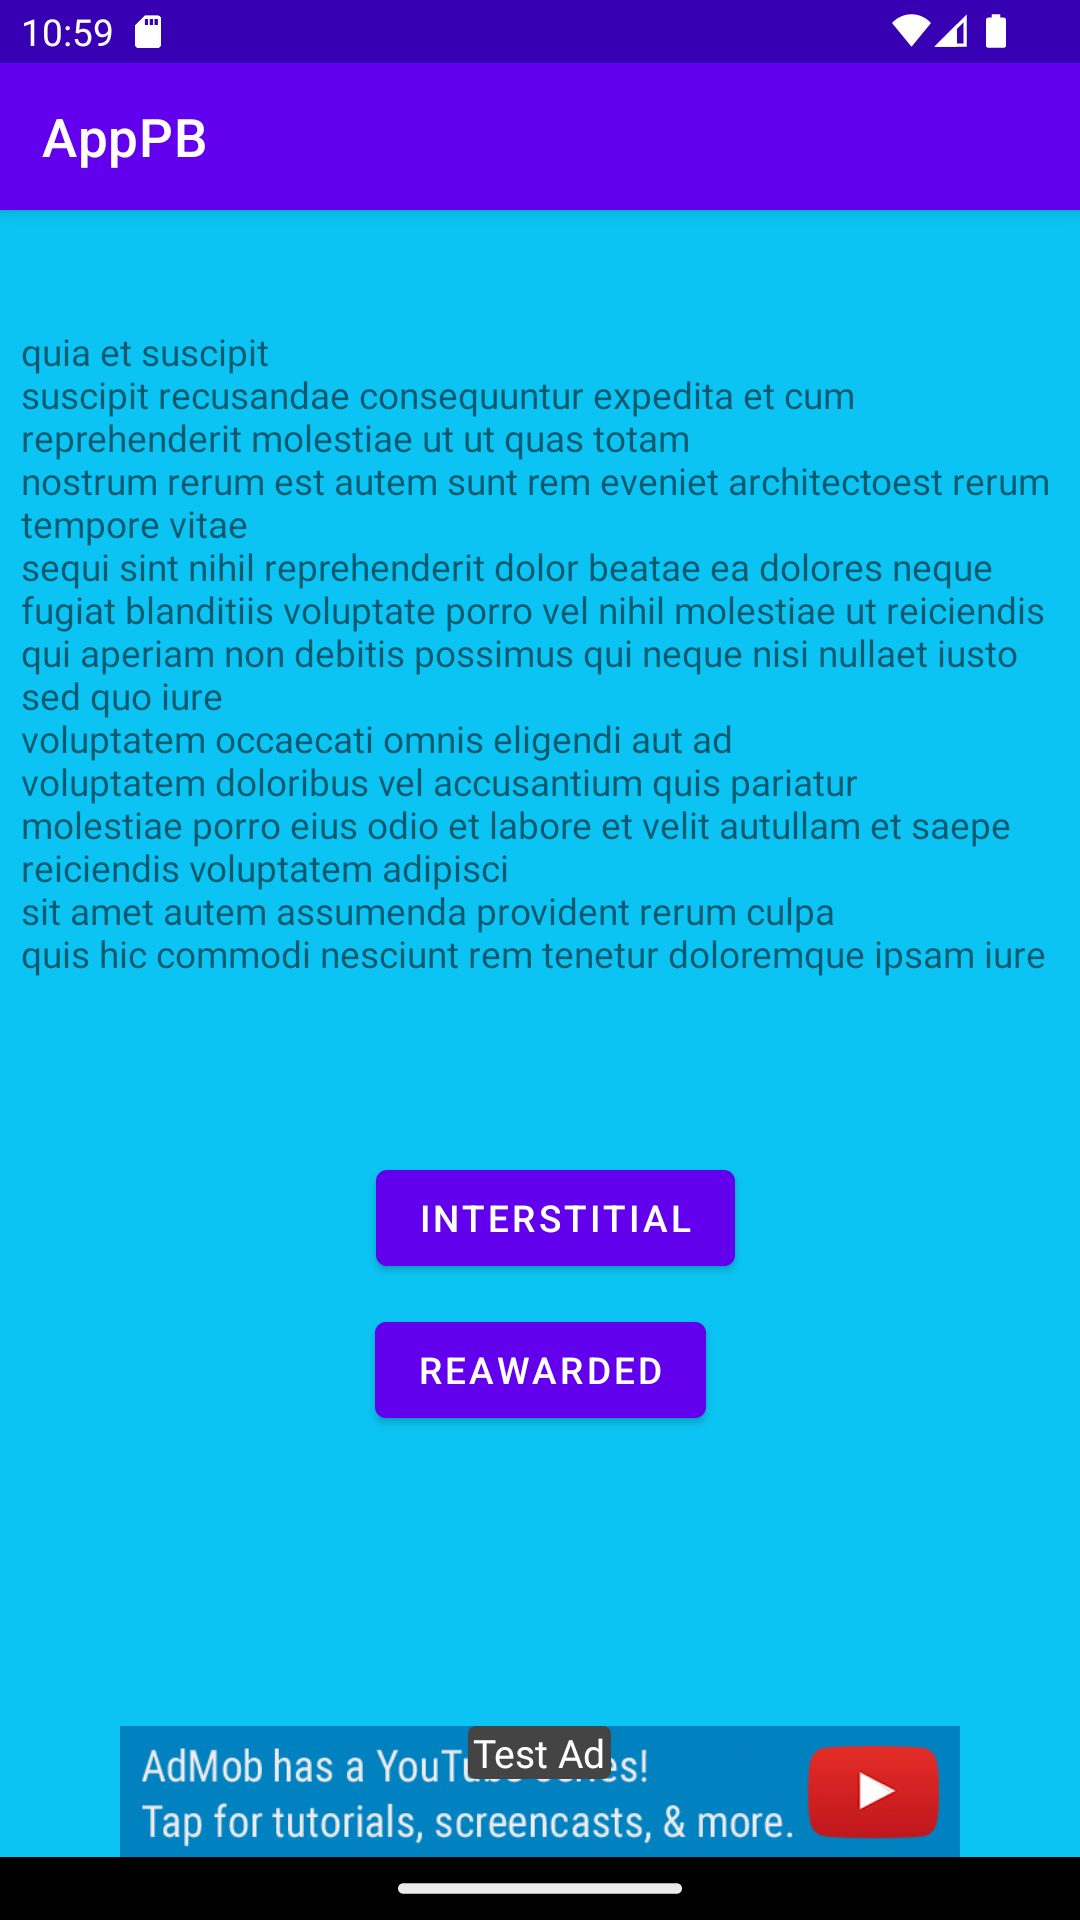 10:59
AppPB
quia et suscipit
suscipit recusandae consequuntur expedita et cum
reprehenderit molestiae ut ut quas totam
nostrum rerum est autem sunt rem eveniet architectoest rerum
tempore vitae
sequi sint nihil reprehenderit dolor beatae ea dolores neque
fugiat blanditiis voluptate porro vel nihil molestiae ut reiciendis
qui aperiam non debitis possimus qui neque nisi nullaet iusto
sed quo iure
voluptatem occaecati omnis eligendi aut ad
voluptatem doloribus vel accusantium quis pariatur
molestiae porro eius odio et labore et velit autullam et saepe
reiciendis voluptatem adipisci
sit amet autem assumenda provident rerum culpa
quis hic commodi nesciunt rem tenetur doloremque ipsam iure
INTERSTITIAL
REAWARDED
Test Ad
AdMob has a YouTube Series!
Tap for tutorials, screencasts, & more.